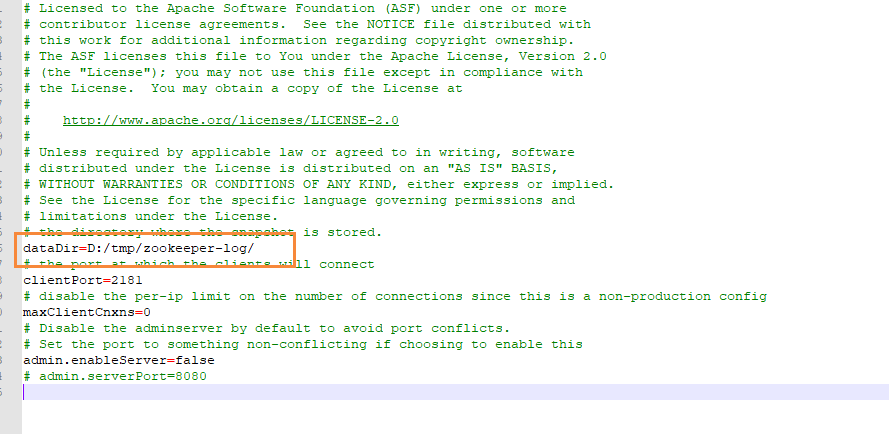 # Licensed to the Apache Software Foundation (ASF) under one or more
# contributor license agreements.  See the NOTICE file distributed with
# this work for additional information regarding copyright ownership.
# The ASF licenses this file to You under the Apache License, Version 2.0
# (the "License"); you may not use this file except in compliance with
# the License.  You may obtain a copy of the License at
#
#    http://www.apache.org/licenses/LICENSE-2.0
#
# Unless required by applicable law or agreed to in writing, software
# distributed under the License is distributed on an "AS IS" BASIS,
# WITHOUT WARRANTIES OR CONDITIONS OF ANY KIND, either express or implied.
# See the License for the specific language governing permissions and
# limitations under the License.
# the directory where the snapshot is stored.
dataDir=D:/tmp/zookeeper-log/
# the port at which the clients will connect
clientPort=2181
# disable the per-ip limit on the number of connections since this is a non-production config
maxClientCnxns=0
# Disable the adminserver by default to avoid port conflicts.
# Set the port to something non-conflicting if choosing to enable this
admin.enableServer=false
# admin.serverPort=8080